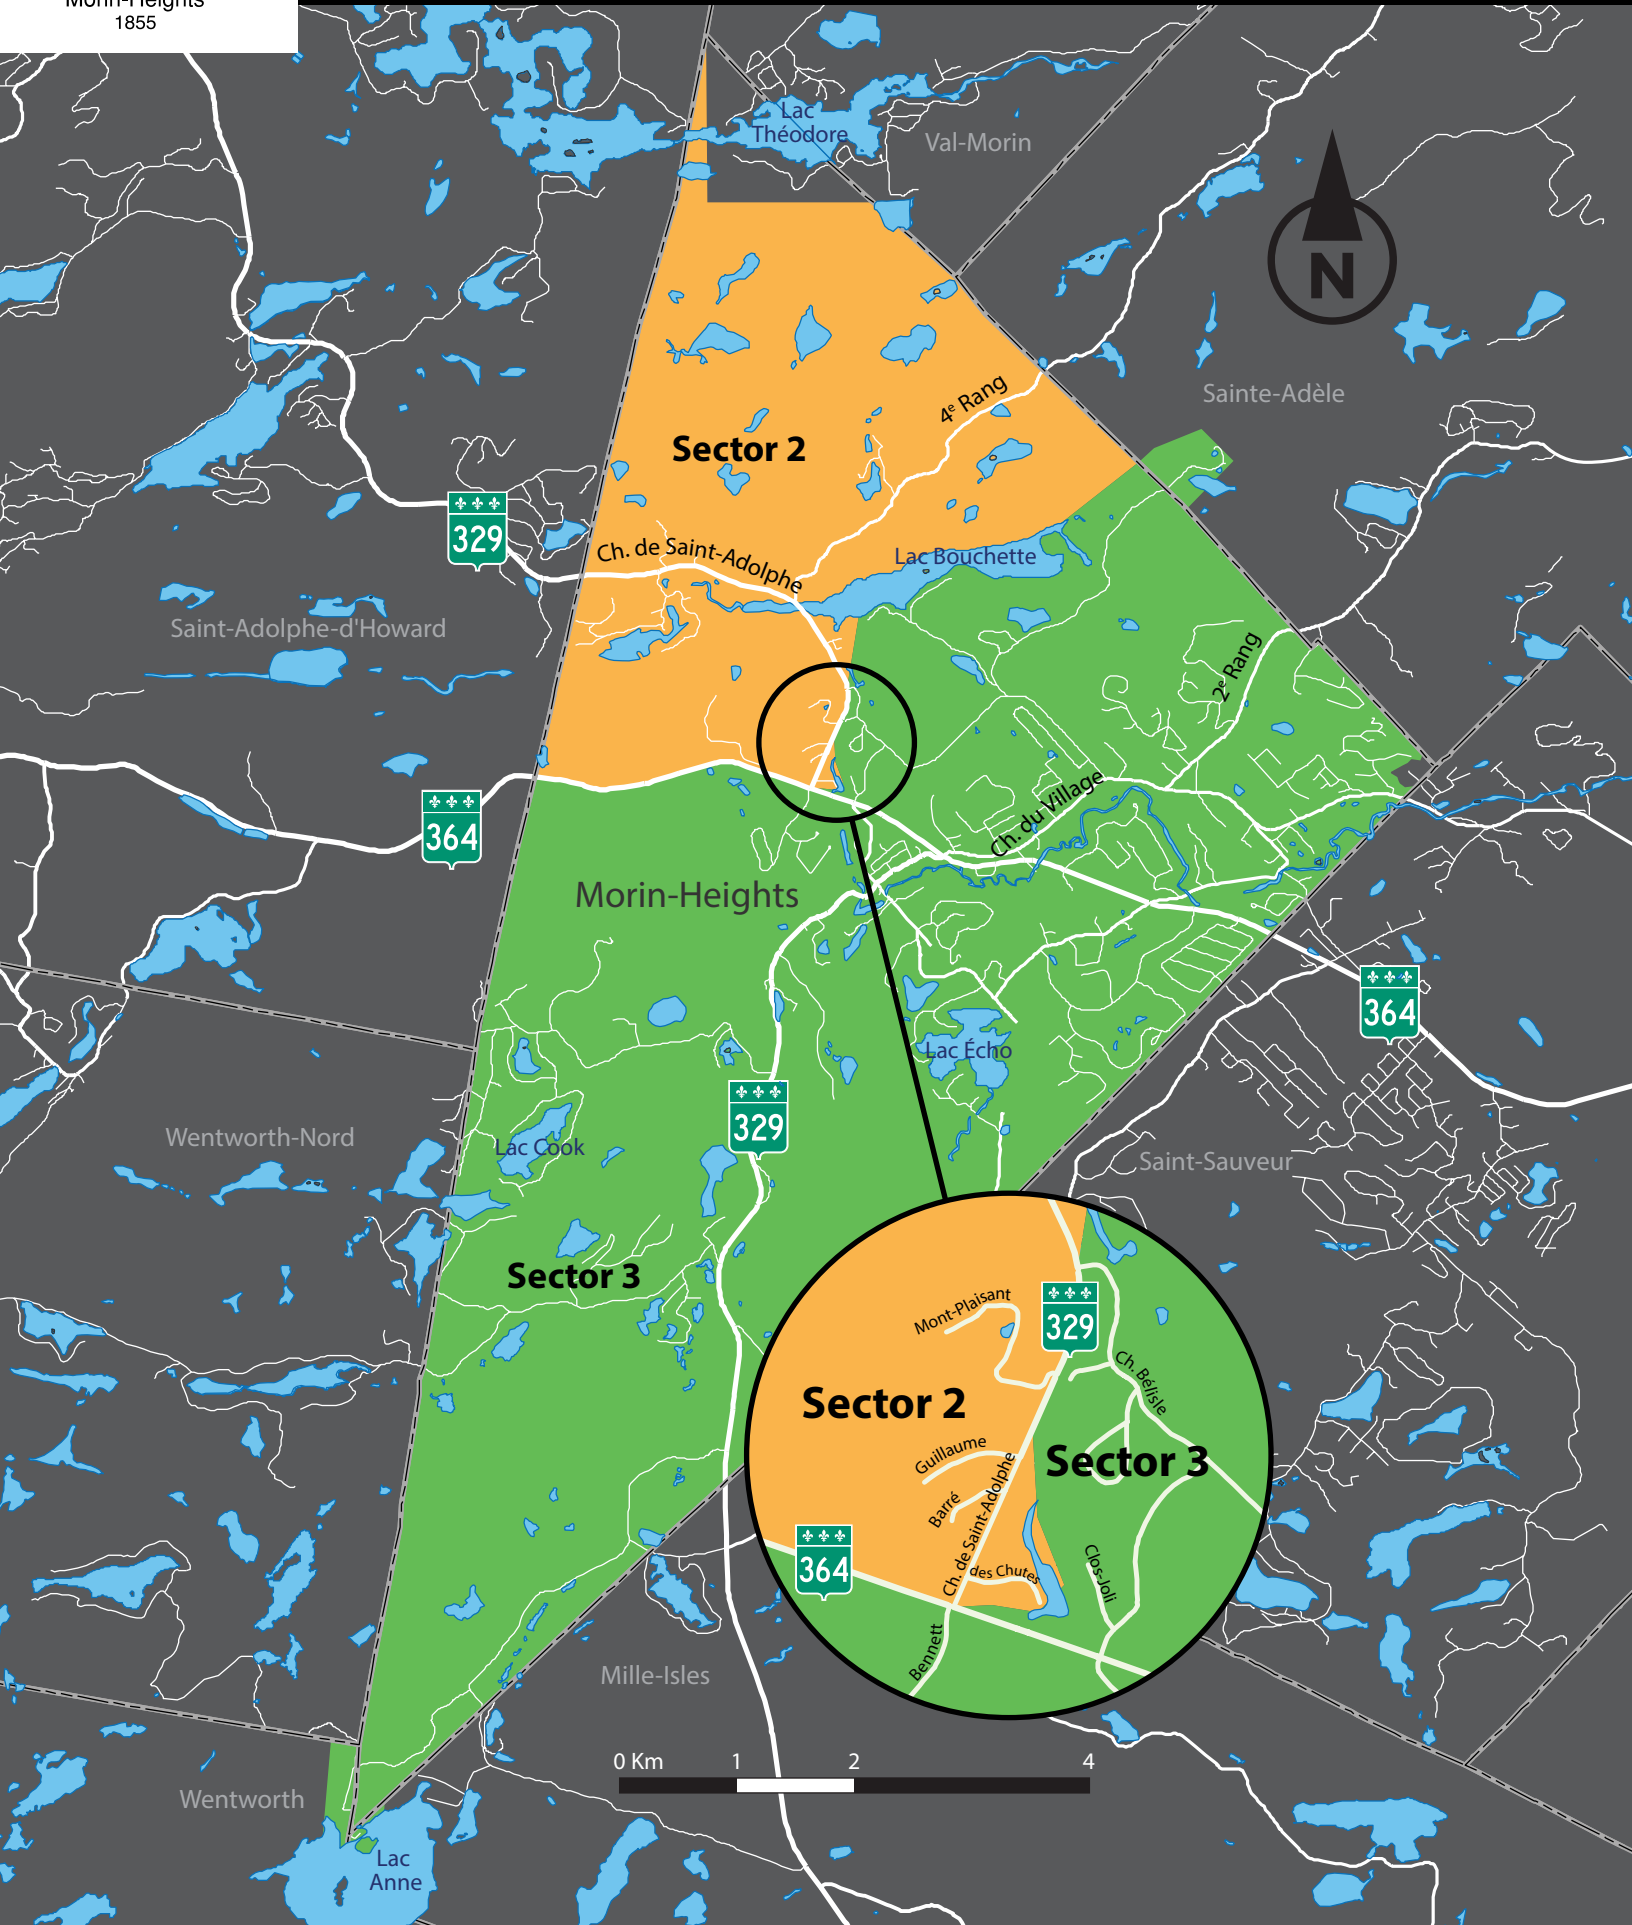 Morin-Heights
1855
Lac
Théodore
Val-Morin
N
Sainte-Adèle
4e Rang
Sector 2
329
Ch. de Saint-Adolphe
Lac Bouchette
Saint-Adolphe-d'Howard
2e Rang
364
Ch. du Village
Morin-Heights
364
Lac Écho
329
Wentworth-Nord
Lac Cook
Saint-Sauveur
Sector 3
Mont-Plaisant
329
Ch. Bélisle
Sector 2
Guillaume
Sector 3
Barré
Ch. de Saint-Adolphe
364
des Chutes
Clos-Joli
Bennett
Mille-Isles
0 Km 1 2 4
Wentworth
Lac
Anne